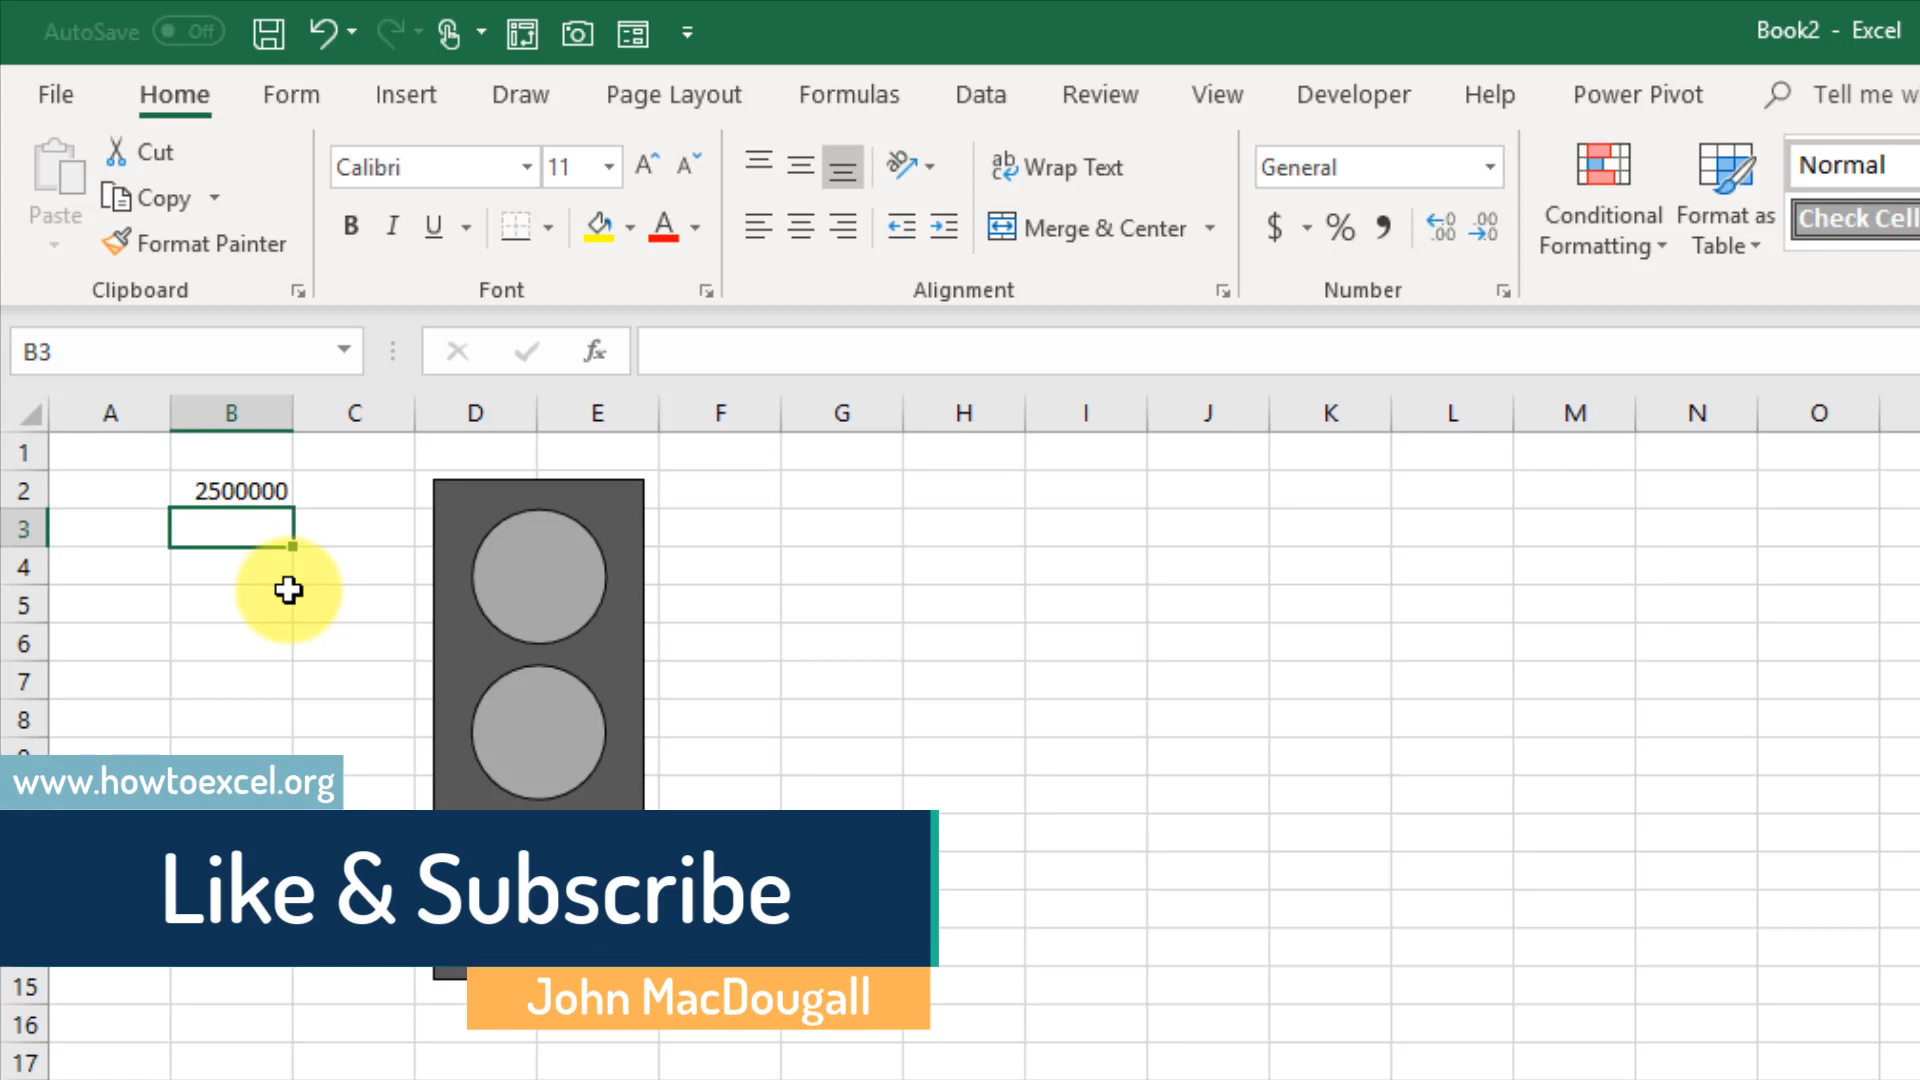 AutoSave Off
Book2 - Excel
File Home Form Insert Draw Page Layout Formulas Data Review View Developer Help Power Pivot Tell me w
Paste
Cut
Copy
Format Painter
Clipboard
Calibri 11
B I U
Font
Wrap Text
Merge & Center
Alignment
General
$ % , .00 .00
Number
Conditional Formatting
Format as Table
Normal
Check Cell
B3
fx
A B C D E F G H I J K L M N O
1
2 2500000
3
4
5
6
7
8
www.howtoexcel.org
Like & Subscribe
John MacDougall
15
16
17